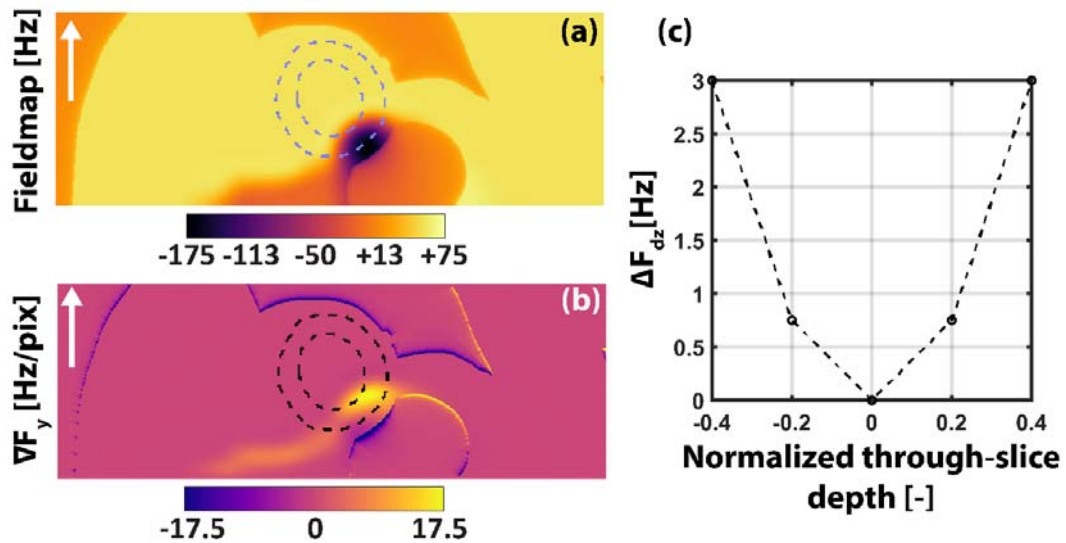 Fieldmap [Hz]
(a)
-175 -113 -50 +13 +75
∇F_y [Hz/pix]
(b)
-17.5 0 17.5
(c)
ΔF_dz [Hz]
3
2.5
2
1.5
1
0.5
0
-0.4 -0.2 0 0.2 0.4
Normalized through-slice
depth [-]